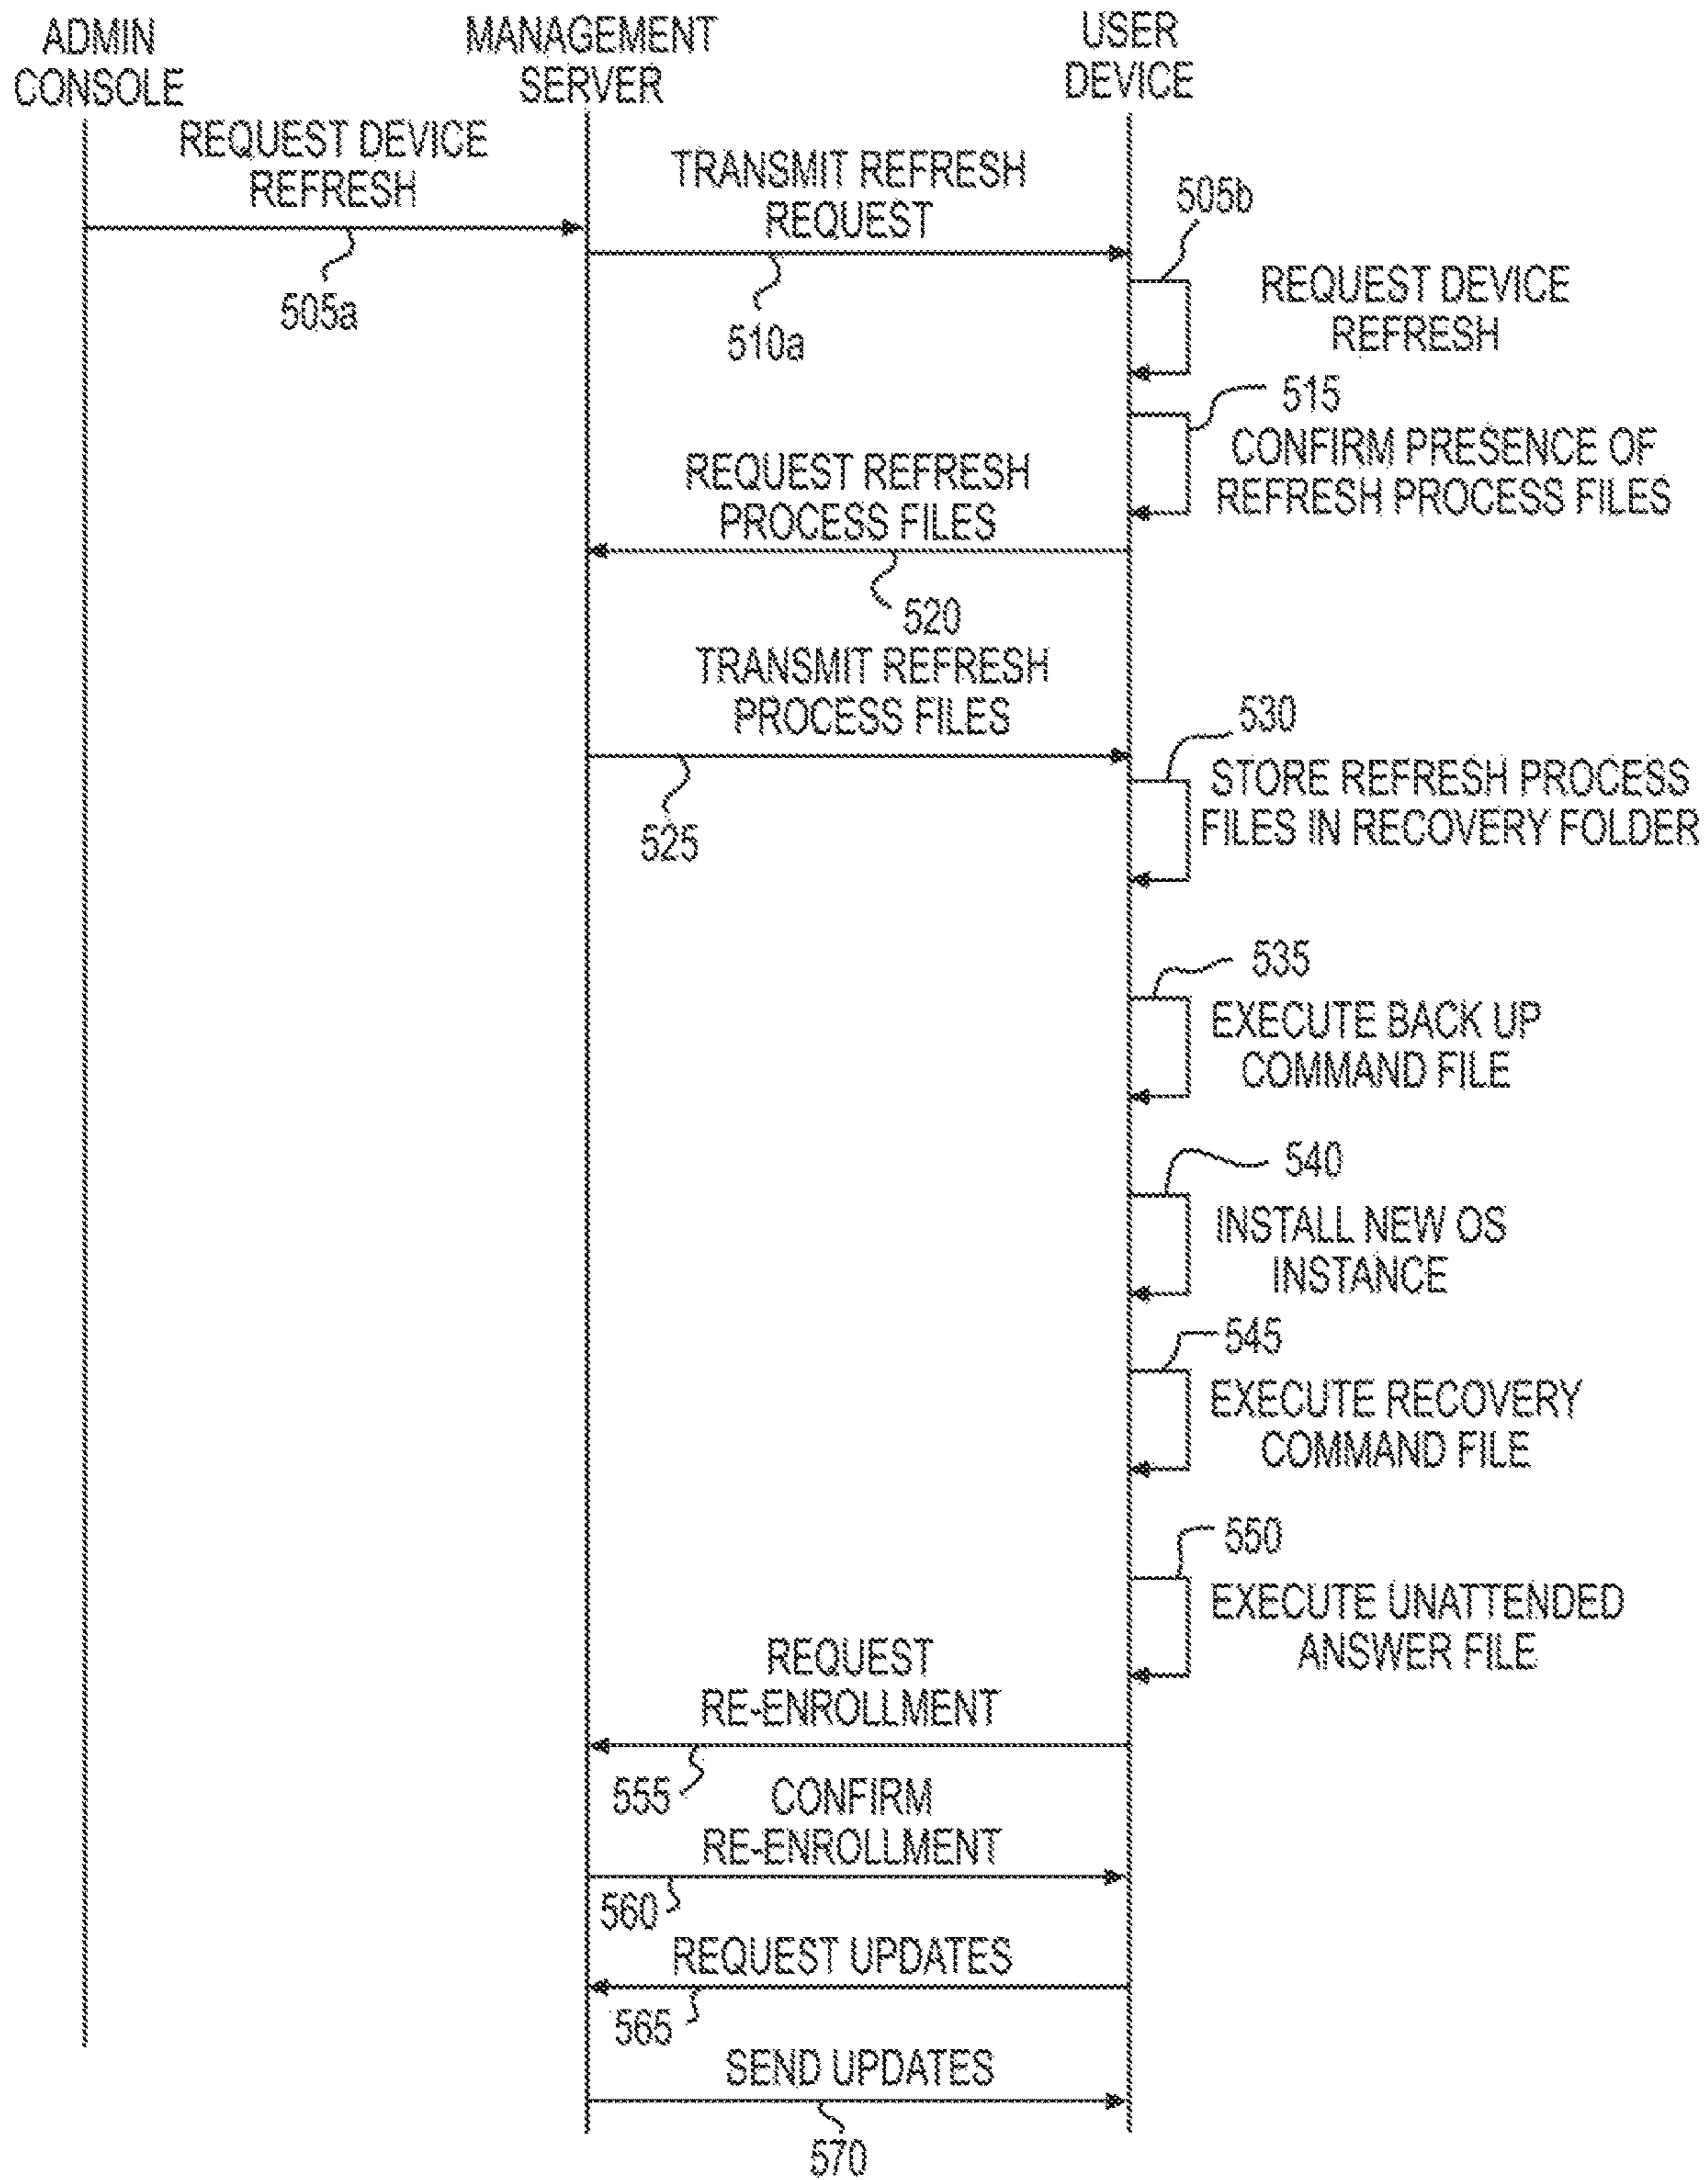 ADMIN
CONSOLE
MANAGEMENT
SERVER
USER
DEVICE
REQUEST DEVICE
REFRESH
505a
TRANSMIT REFRESH
REQUEST
510a
505b
REQUEST DEVICE
REFRESH
515
CONFIRM PRESENCE OF
REFRESH PROCESS FILES
REQUEST REFRESH
PROCESS FILES
520
TRANSMIT REFRESH
PROCESS FILES
525
530
STORE REFRESH PROCESS
FILES IN RECOVERY FOLDER
535
EXECUTE BACK UP
COMMAND FILE
540
INSTALL NEW OS
INSTANCE
545
EXECUTE RECOVERY
COMMAND FILE
550
EXECUTE UNATTENDED
ANSWER FILE
REQUEST
RE-ENROLLMENT
555
CONFIRM
RE-ENROLLMENT
560
REQUEST UPDATES
565
SEND UPDATES
570